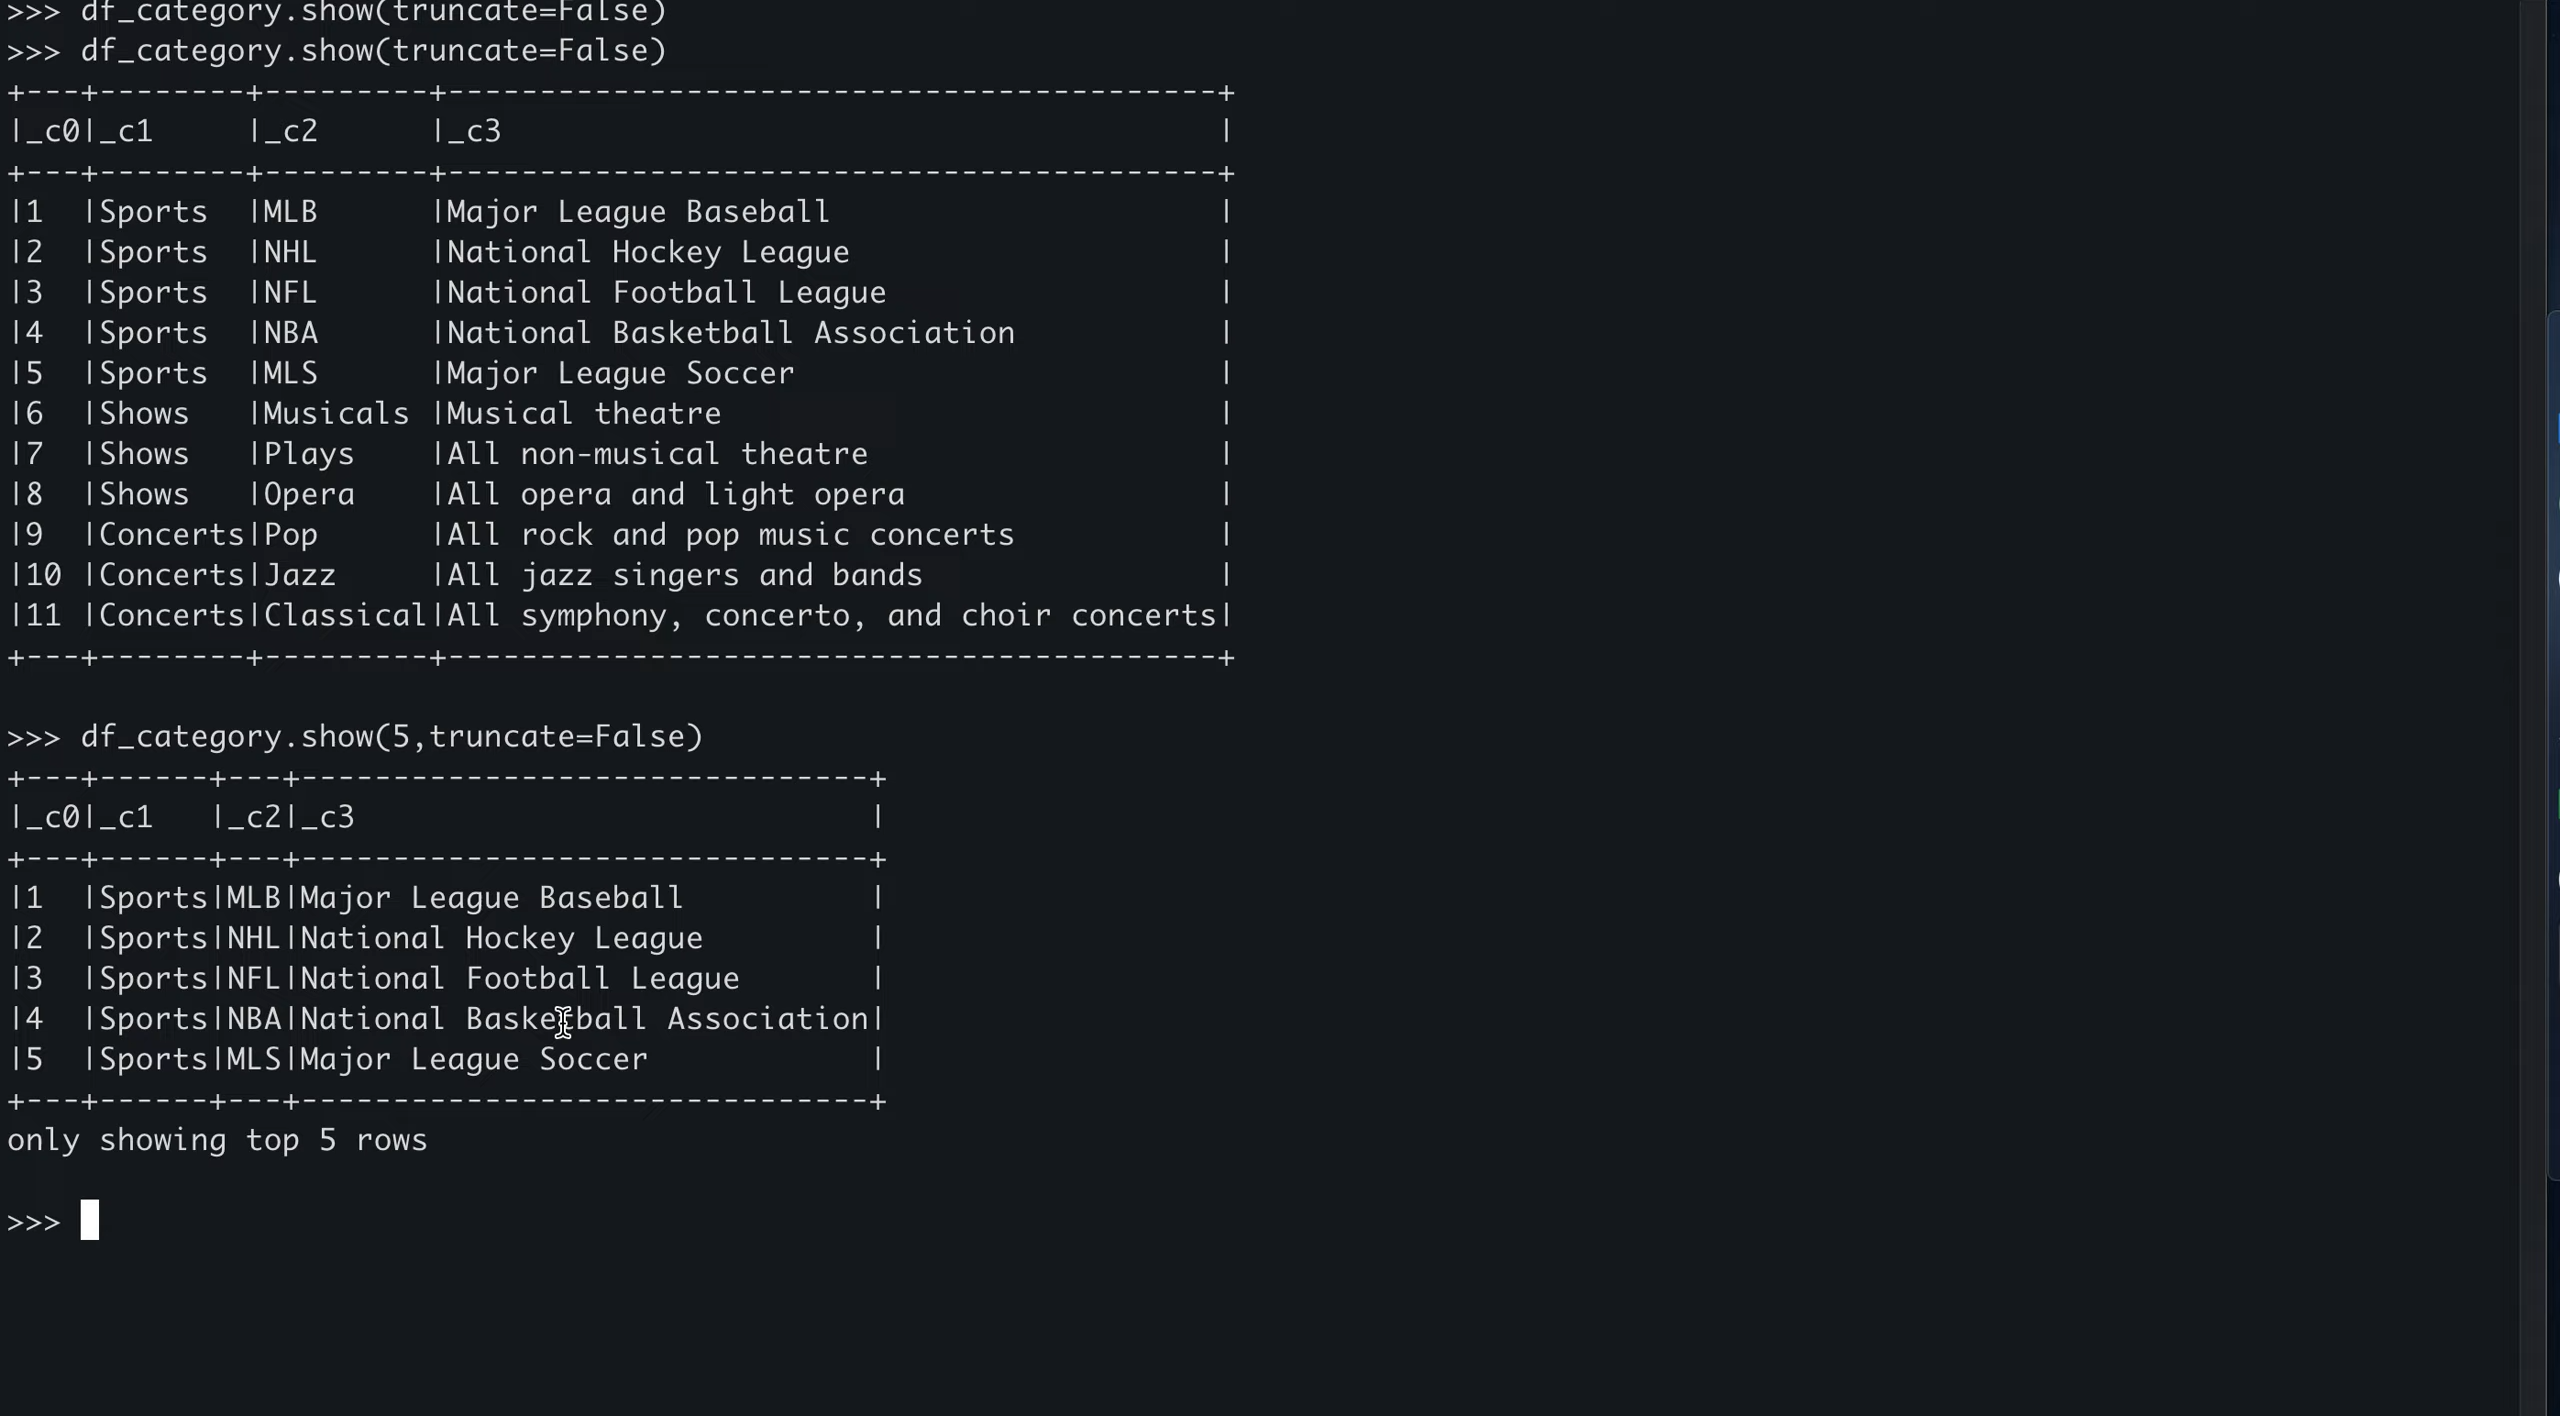 >>> df_category.show(truncate=False)
>>> df_category.show(truncate=False)
+---+--------+---------+------------------------------------------+
|_c0|_c1     |_c2      |_c3                                       |
+---+--------+---------+------------------------------------------+
|1  |Sports  |MLB      |Major League Baseball                     |
|2  |Sports  |NHL      |National Hockey League                    |
|3  |Sports  |NFL      |National Football League                  |
|4  |Sports  |NBA      |National Basketball Association           |
|5  |Sports  |MLS      |Major League Soccer                       |
|6  |Shows   |Musicals |Musical theatre                           |
|7  |Shows   |Plays    |All non-musical theatre                   |
|8  |Shows   |Opera    |All opera and light opera                 |
|9  |Concerts|Pop      |All rock and pop music concerts           |
|10 |Concerts|Jazz     |All jazz singers and bands                |
|11 |Concerts|Classical|All symphony, concerto, and choir concerts|
+---+--------+---------+------------------------------------------+
>>> df_category.show(5,truncate=False)
+---+------+---+-------------------------------+
|_c0|_c1   |_c2|_c3                            |
+---+------+---+-------------------------------+
|1  |Sports|MLB|Major League Baseball          |
|2  |Sports|NHL|National Hockey League         |
|3  |Sports|NFL|National Football League       |
|4  |Sports|NBA|National Basketball Association|
|5  |Sports|MLS|Major League Soccer            |
+---+------+---+-------------------------------+
only showing top 5 rows
>>>